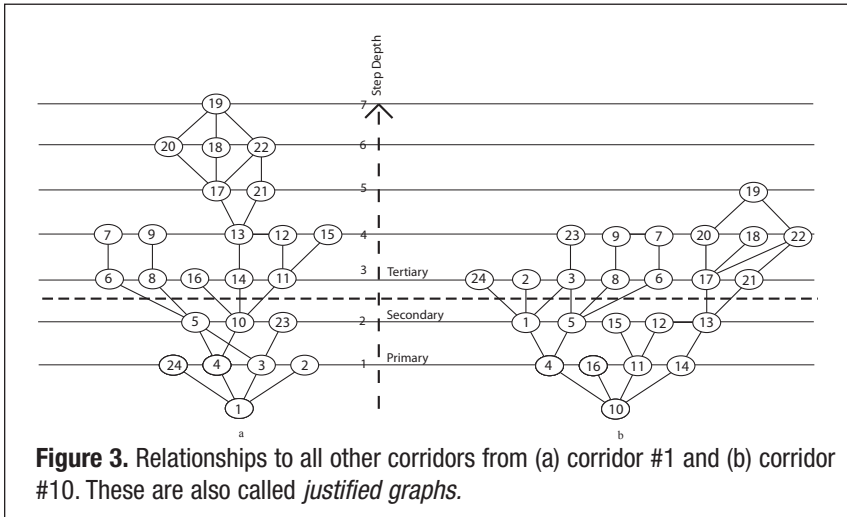 Step Depth
19 7
20 18 22 6 
17 21 5 19
7 9 13 12 15 4 23 9 7 20 18 22
6 8 16 14 11 3 Tertiary 24 2 3 8 6 17 21
5 10 23 2 Secondary 1 5 15 12 13
24 4 3 2 1 Primary 4 16 11 14
1 10
a b
Figure 3. Relationships to all other corridors from (a) corridor #1 and (b) corridor
#10. These are also called justified graphs.